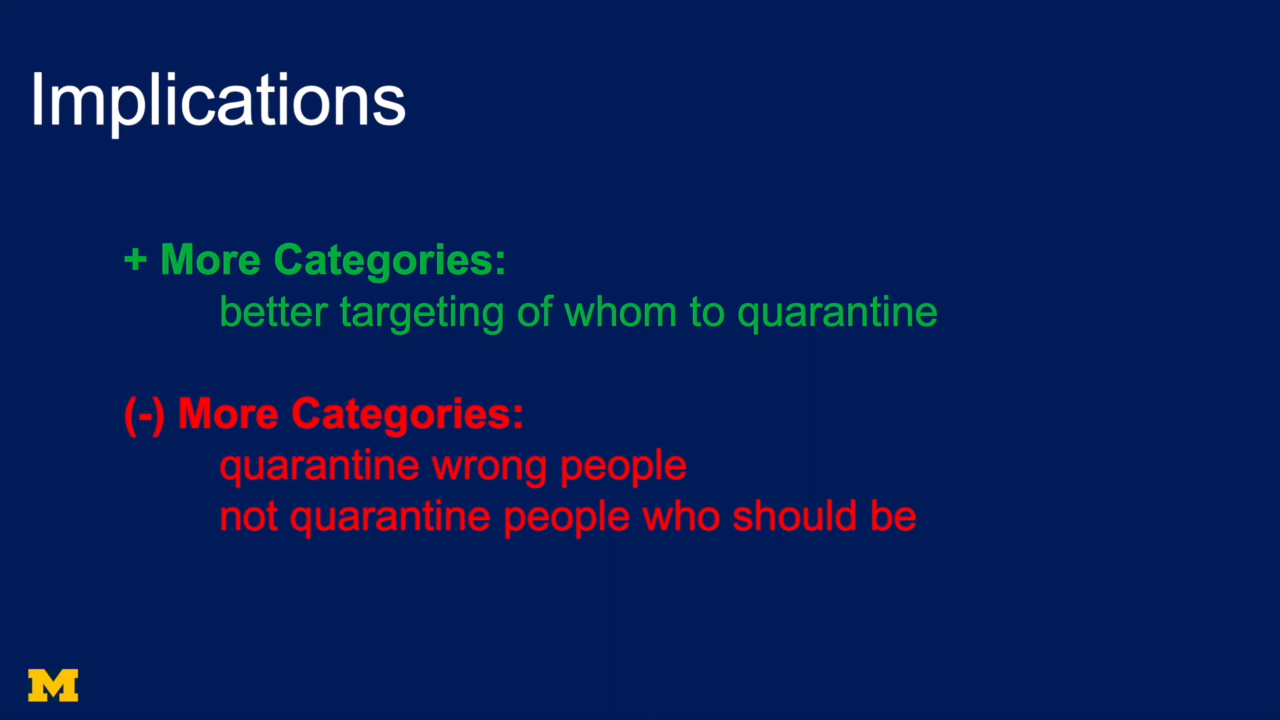 Implications
+ More Categories:
better targeting of whom to quarantine
(-) More Categories:
quarantine wrong people
not quarantine people who should be
M